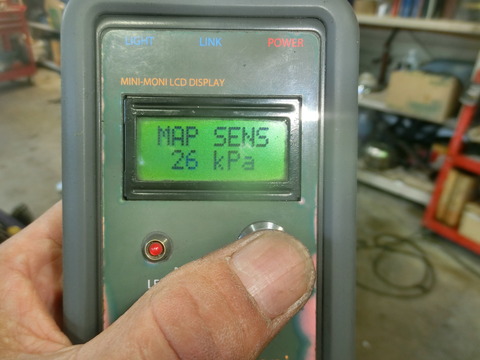 LIGHT LINK POWER
MINI-MONI LCD DISPLAY
MAP SENS
26 kPa